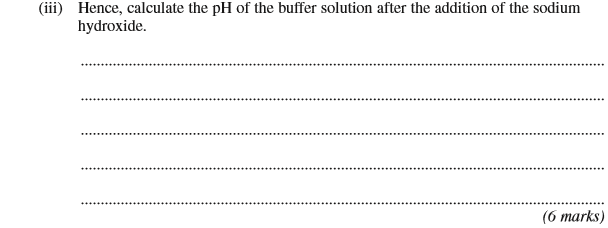 (iii) Hence, calculate the pH of the buffer solution after the addition of the sodium
hydroxide.
(6 marks)